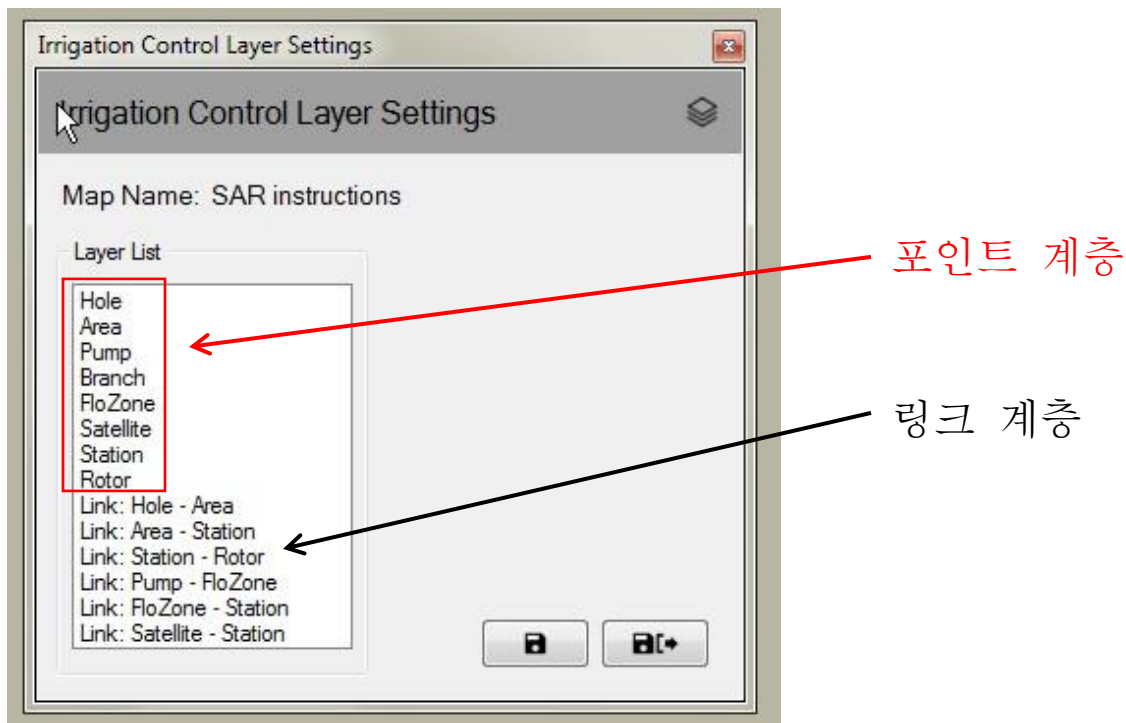 Irrigation Control Layer Settings
Irrigation Control Layer Settings
Map Name: SAR instructions
Layer List
Hole
Area
Pump
Branch
FloZone
Satellite
Station
Rotor
Link: Hole - Area
Link: Area - Station
Link: Station - Rotor
Link: Pump - FloZone
Link: FloZone - Station
Link: Satellite - Station
포인트 계층
링크 계층